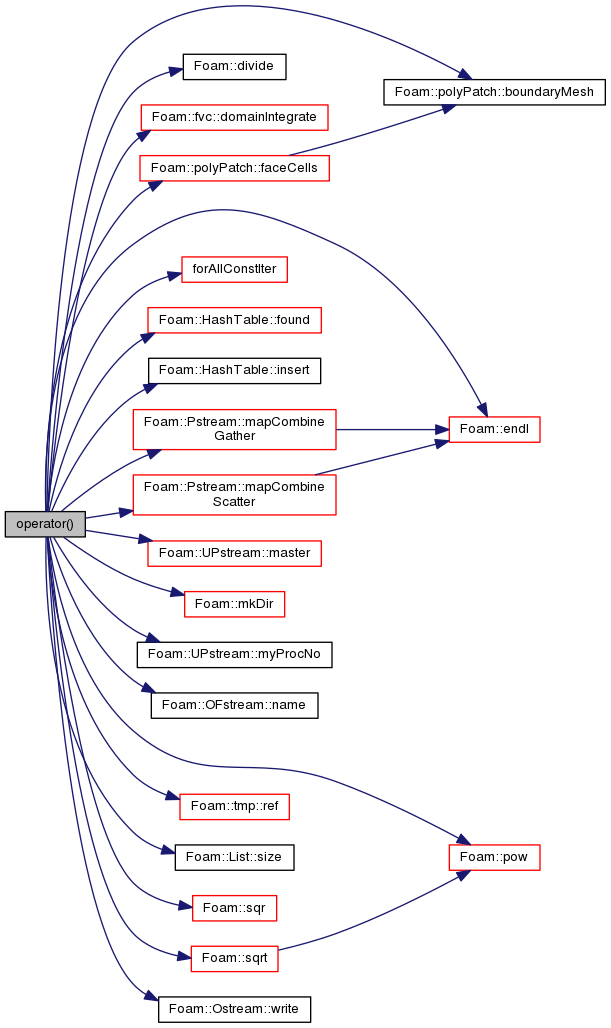 Foam::divide
Foam::polyPatch::boundaryMesh
Foam::fvc::domainIntegrate
Foam::polyPatch::faceCells
forAllConstIter
Foam::HashTable::found
Foam::HashTable::insert
Foam::Pstream::mapCombine
Gather
Foam::endl
Foam::Pstream::mapCombine
Scatter
operator()
Foam::UPstream::master
Foam::mkDir
Foam::UPstream::myProcNo
Foam::OFstream::name
Foam::tmp::ref
Foam::List::size
Foam::pow
Foam::sqr
Foam::sqrt
Foam::Ostream::write